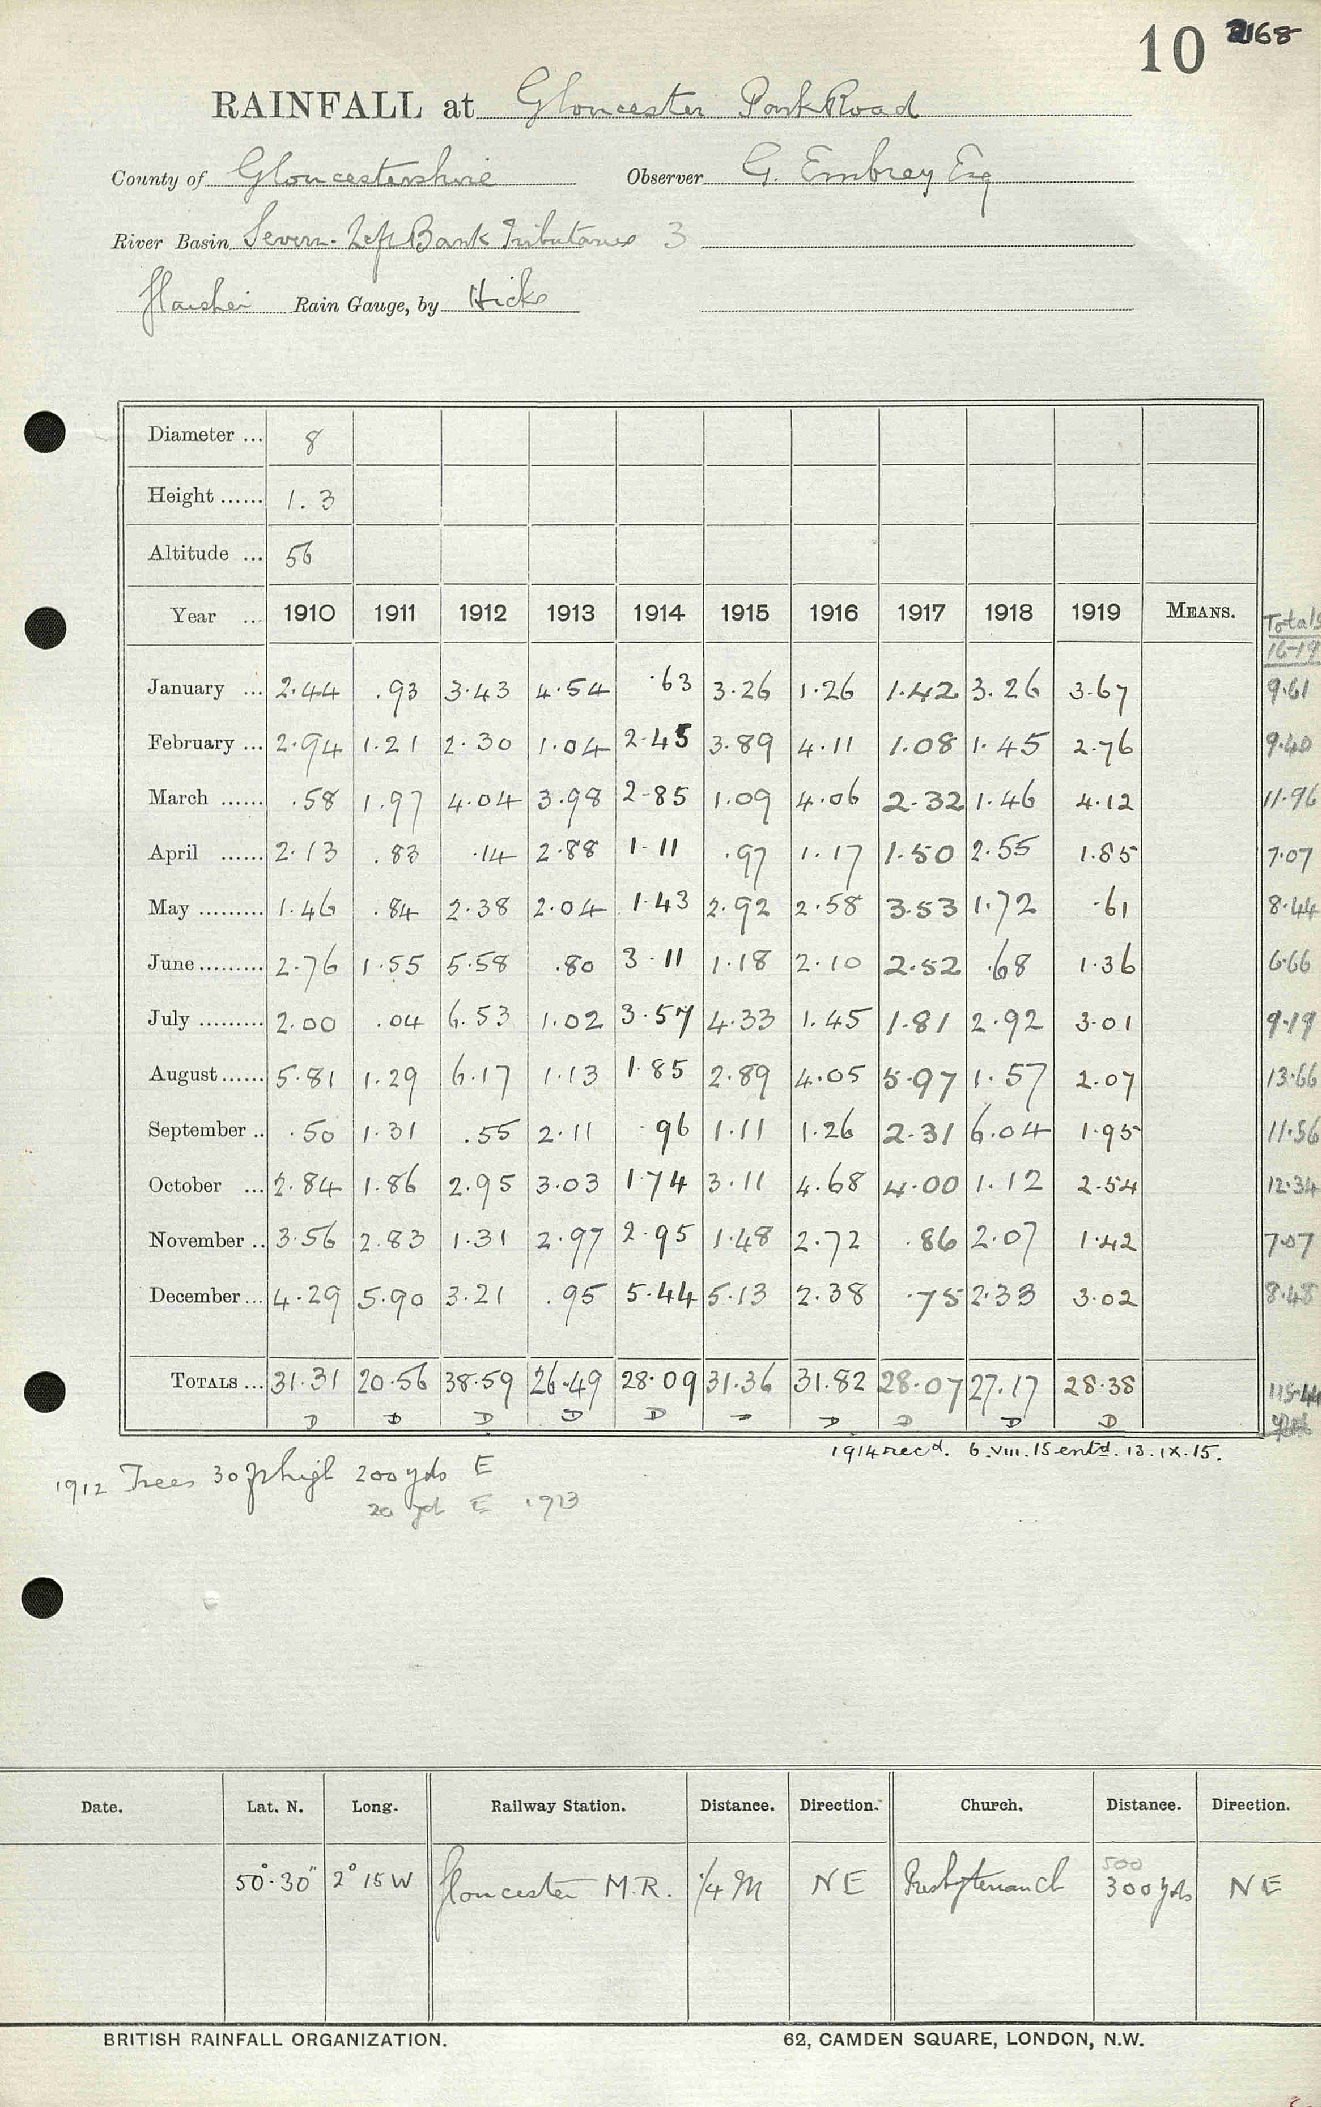 10 2168
RAINFALL at Gloucester Park Road
County of Gloucestershire Observer G. Embrey Esq
River Basin Severn. Left Bank Tributaries 3
Glaisher Rain Gauge, by Hicks
Diameter ... 8
Height ...... 1.3
Altitude ... 56
Year ... 1910 1911 1912 1913 1914 1915 1916 1917 1918 1919 MEANS. Totals
16-19
January ... 2.44 .93 3.43 4.54 .63 3.26 1.26 1.42 3.26 3.67 9.61
February ... 2.94 1.21 2.30 1.04 2.45 3.89 4.11 1.08 1.45 2.76 9.40
March ...... .58 1.97 4.04 3.98 2.85 1.09 4.06 2.32 1.46 4.12 11.96
April ...... 2.13 .83 .14 2.88 1.11 .97 1.17 1.50 2.55 1.85 7.07
May ......... 1.46 .84 2.38 2.04 1.43 2.92 2.58 3.53 1.72 .61 8.44
June ......... 2.76 1.55 5.58 .80 3.11 1.18 2.10 2.52 .68 1.36 6.66
July ......... 2.00 .04 6.53 1.02 3.57 4.33 1.45 1.81 2.92 3.01 9.19
August ...... 5.81 1.29 6.17 1.13 1.85 2.89 4.05 5.97 1.57 2.07 13.66
September .. .50 1.31 .55 2.11 .96 1.11 1.26 2.31 6.04 1.95 11.56
October ... 2.84 1.86 2.95 3.03 1.74 3.11 4.68 4.00 1.12 2.54 12.34
November .. 3.56 2.83 1.31 2.97 2.95 1.48 2.72 .86 2.07 1.42 7.07
December ... 4.29 5.90 3.21 .95 5.44 5.13 2.38 .75 2.33 3.02 8.48
TOTALS ... 31.31 20.56 38.59 26.49 28.09 31.36 31.82 28.07 27.17 28.38 115.44
D D D D D D D D D
1914 recd. 6.VIII.15 entd. 13.IX.15.
1912 Trees 30 ft high 200 yds E
20 yd E 1913
Date. Lat. N. Long. Railway Station. Distance. Direction. Church. Distance. Direction.
500
50°.30" 2° 15 W Gloucester M.R. 1/4 M NE Presbyterian Ch 300 yds NE
BRITISH RAINFALL ORGANIZATION. 62, CAMDEN SQUARE, LONDON, N.W.